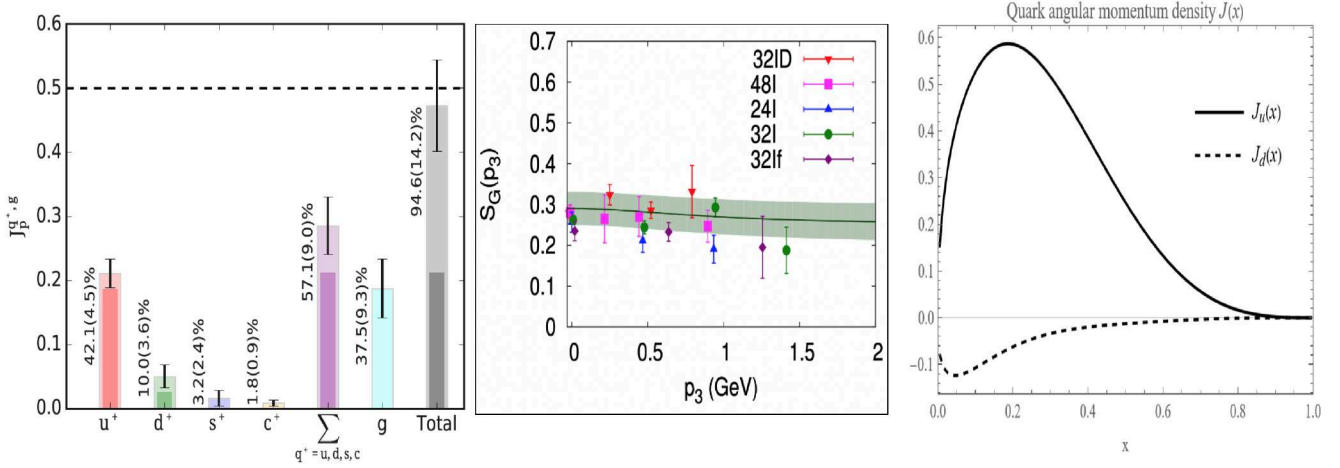 0.6
0.5
0.4
0.3
0.2
0.1
0.0
J_p^{q^+, g}
42.1(4.5)%
10.0(3.6)%
3.2(2.4)%
1.8(0.9)%
57.1(9.0)%
37.5(9.3)%
94.6(14.2)%
u^+ d^+ s^+ c^+ ∑ g Total
q^+ = u, d, s, c
0.7
0.6
0.5
0.4
0.3
0.2
0.1
0
S_G(p_3)
32ID
48I
24I
32I
32If
0 0.5 1 1.5 2
p_3 (GeV)
Quark angular momentum density J(x)
0.6
0.5
0.4
0.3
0.2
0.1
0.0
-0.1
J_u(x)
J_d(x)
0.0 0.2 0.4 0.6 0.8 1.0
x